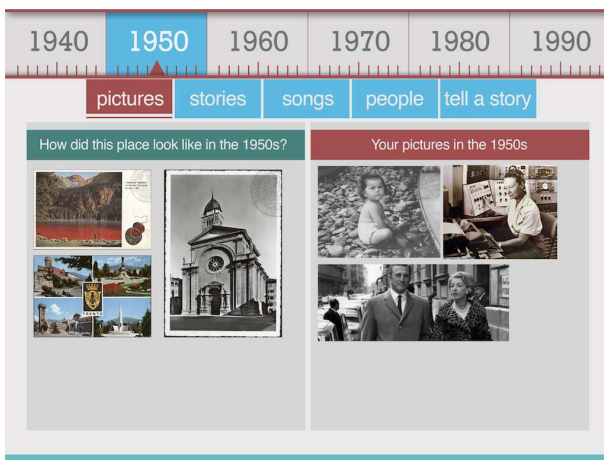 1940 1950 1960 1970 1980 1990
pictures stories songs people tell a story
How did this place look like in the 1950s?
Your pictures in the 1950s
TRENTO